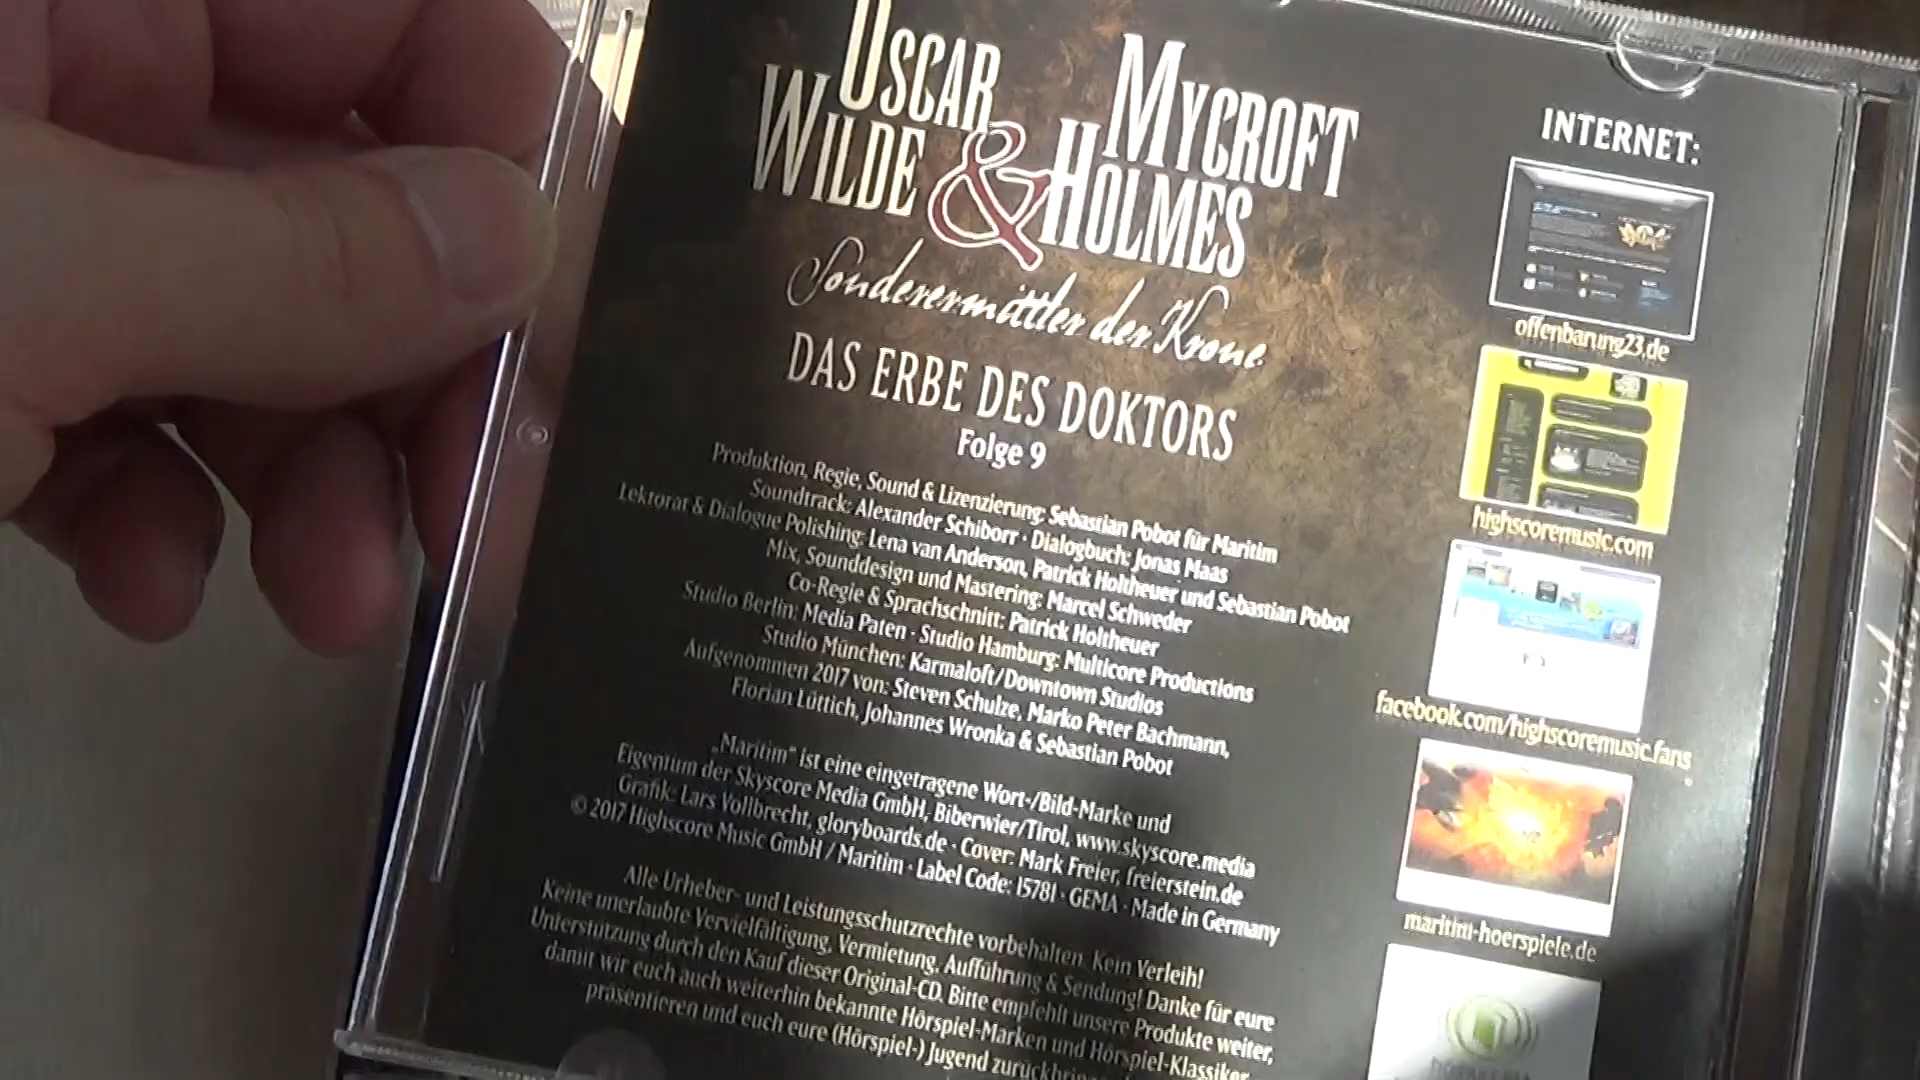 OSCAR
WILDE
&
MYCROFT
HOLMES
Sonderermittler der Krone
DAS ERBE DES DOKTORS
Folge 9
Produktion, Regie, Sound & Lizenzierung: Sebastian Pobot für Maritim
Soundtrack: Alexander Schiborr · Dialogbuch: Jonas Maas
Lektorat & Dialogue Polishing: Lena van Anderson, Patrick Holtheuer und Sebastian Pobot
Mix, Sounddesign und Mastering: Marcel Schweder
Co-Regie & Sprachschnitt: Patrick Holtheuer
Studio Berlin: Media Paten · Studio Hamburg: Multicore Productions
Studio München: Karmaloft/Downtown Studios
Aufgenommen 2017 von: Steven Schulze, Marko Peter Bachmann,
Florian Lüttich, Johannes Wronka & Sebastian Pobot
„Maritim“ ist eine eingetragene Wort-/Bild-Marke und
Eigentum der Skyscore Media GmbH, Biberwier/Tirol, www.skyscore.media
Grafik: Lars Vollbrecht, gloryboards.de · Cover: Mark Freier, freierstein.de
© 2017 Highscore Music GmbH / Maritim · Label Code: 15781 · GEMA · Made in Germany
Alle Urheber- und Leistungsschutzrechte vorbehalten. Kein Verleih!
Keine unerlaubte Vervielfältigung, Vermietung, Aufführung & Sendung! Danke für eure
Unterstützung durch den Kauf dieser Original-CD. Bitte empfehlt unsere Produkte weiter,
damit wir euch auch weiterhin bekannte Hörspiel-Marken und Hörspiel-Klassiker
präsentieren und euch eure (Hörspiel-) Jugend
INTERNET:
offenbarung23.de
highscoremusic.com
facebook.com/highscoremusic.fans
maritim-hoerspiele.de